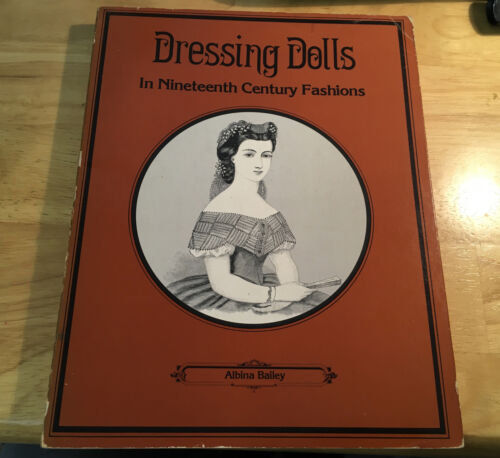 Dressing Dolls
In Nineteenth Century Fashions
Albina Bailey